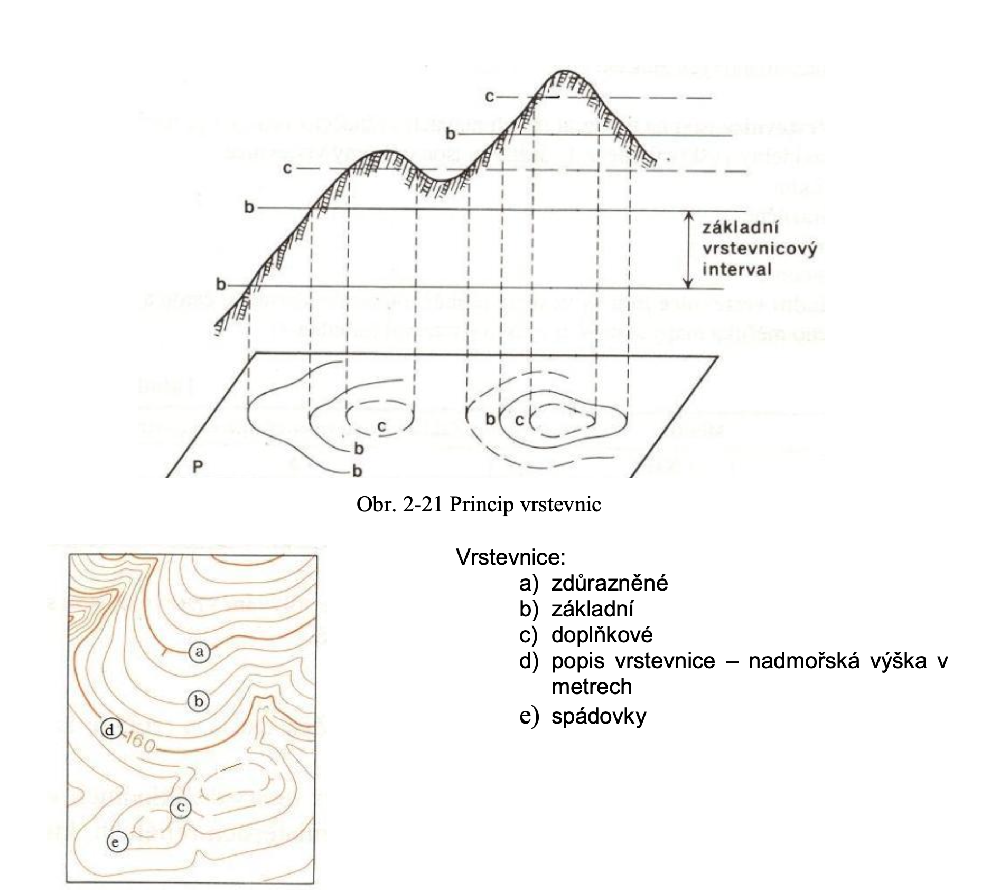 c
b
c
b
základní
vrstevnicový
interval
b
b c
c
b
P
b
Obr. 2-21 Princip vrstevnic
Vrstevnice:
a) zdůrazněné
b) základní
c) doplňkové
d) popis vrstevnice – nadmořská výška v
metrech
e) spádovky
a
b
d
160
c
e